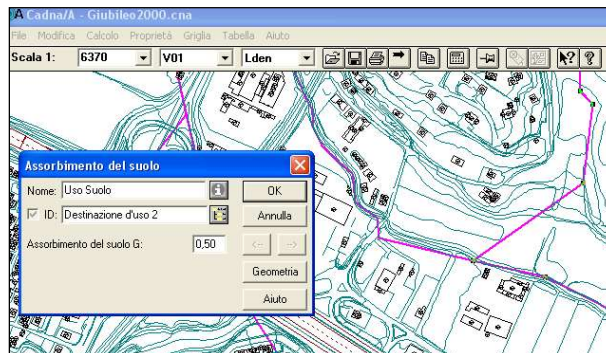 Cadna/A - Giubileo2000.cna
File Modifica Calcolo Proprietà Griglia Tabella Aiuto
Scala 1: 6370 V01 Lden
Assorbimento del suolo
Nome: Uso Suolo OK
ID: Destinazione d'uso 2 Annulla
Assorbimento del suolo G: 0,50
Geometria
Aiuto